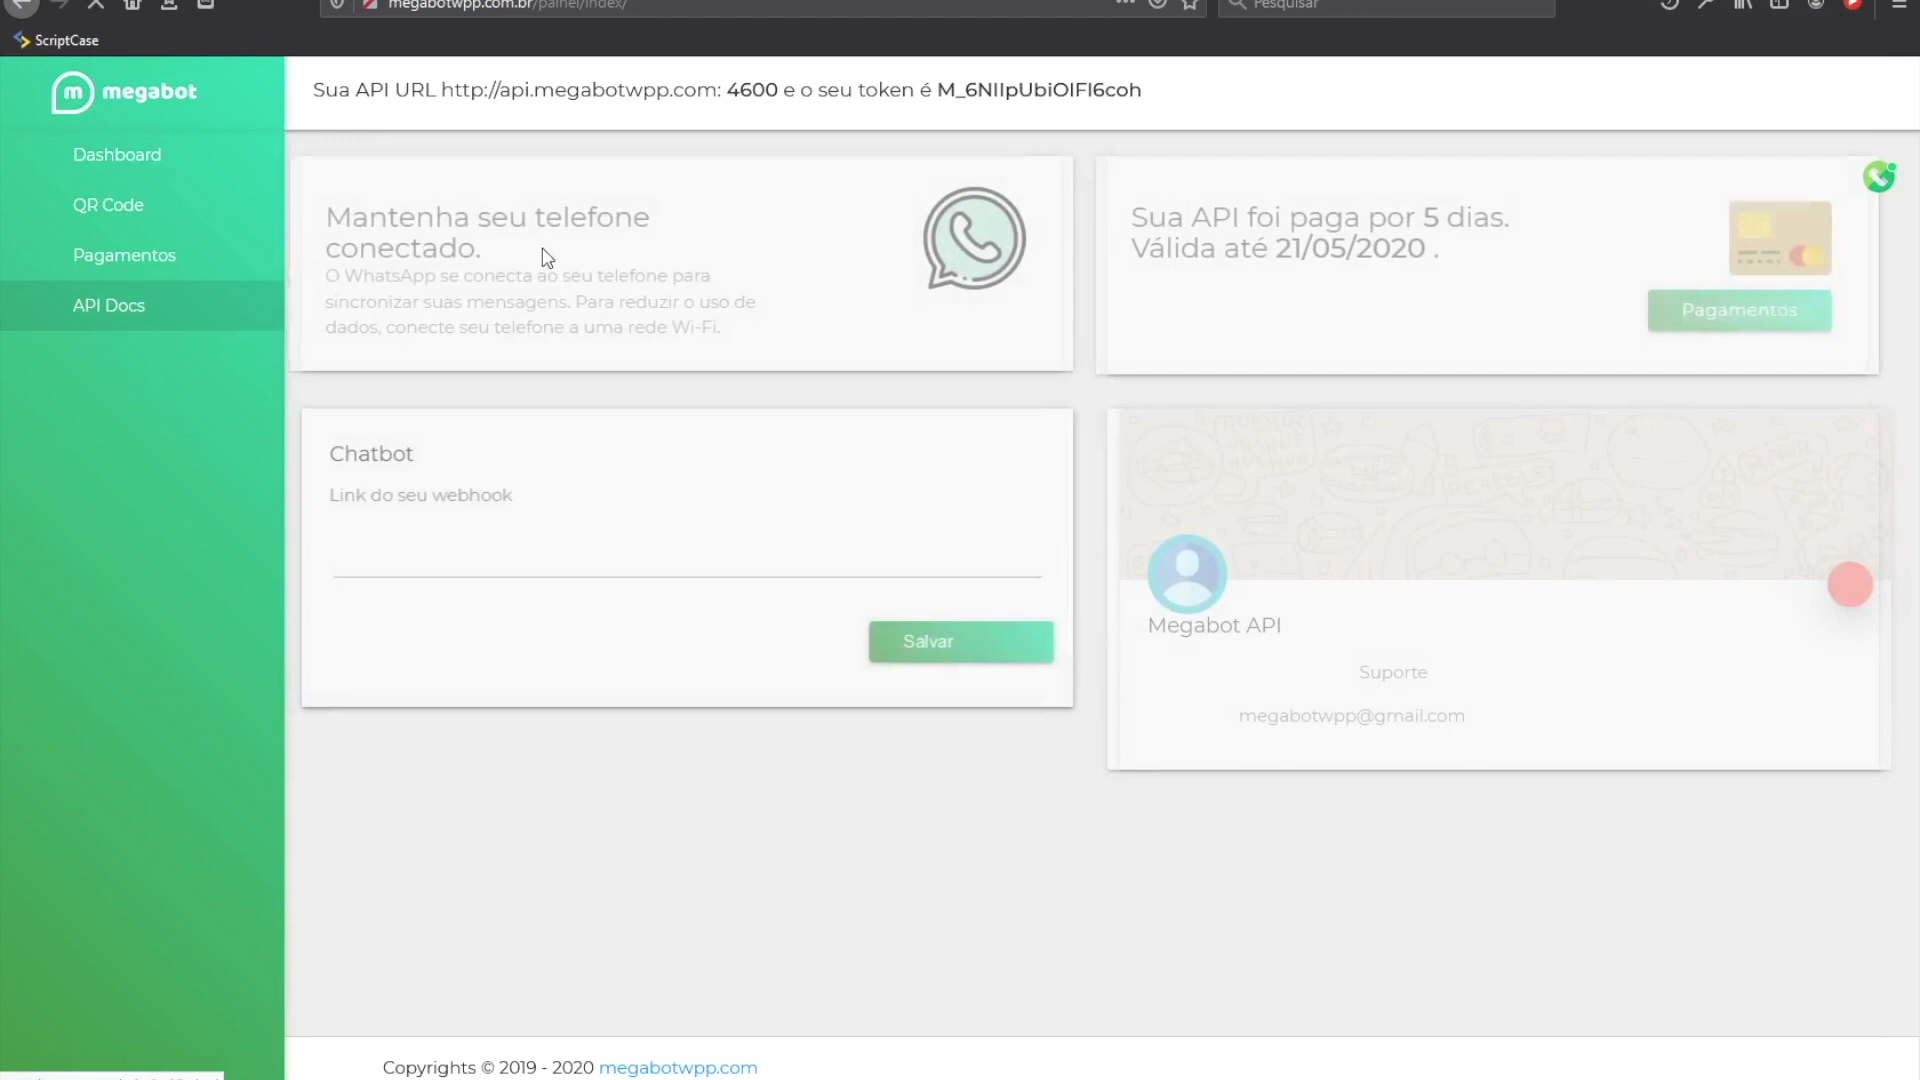 megabotwpp.com.br/painel/index/
Pesquisar
ScriptCase
megabot
Sua API URL http://api.megabotwpp.com: 4600 e o seu token é M_6NIIpUbiOIFI6coh
Dashboard
QR Code
Pagamentos
API Docs
Mantenha seu telefone
conectado.
O WhatsApp se conecta ao seu telefone para
sincronizar suas mensagens. Para reduzir o uso de
dados, conecte seu telefone a uma rede Wi-Fi.
Sua API foi paga por 5 dias.
Válida até 21/05/2020 .
Pagamentos
Chatbot
Link do seu webhook
Salvar
Megabot API
Suporte
megabotwpp@gmail.com
Copyrights © 2019 - 2020 megabotwpp.com